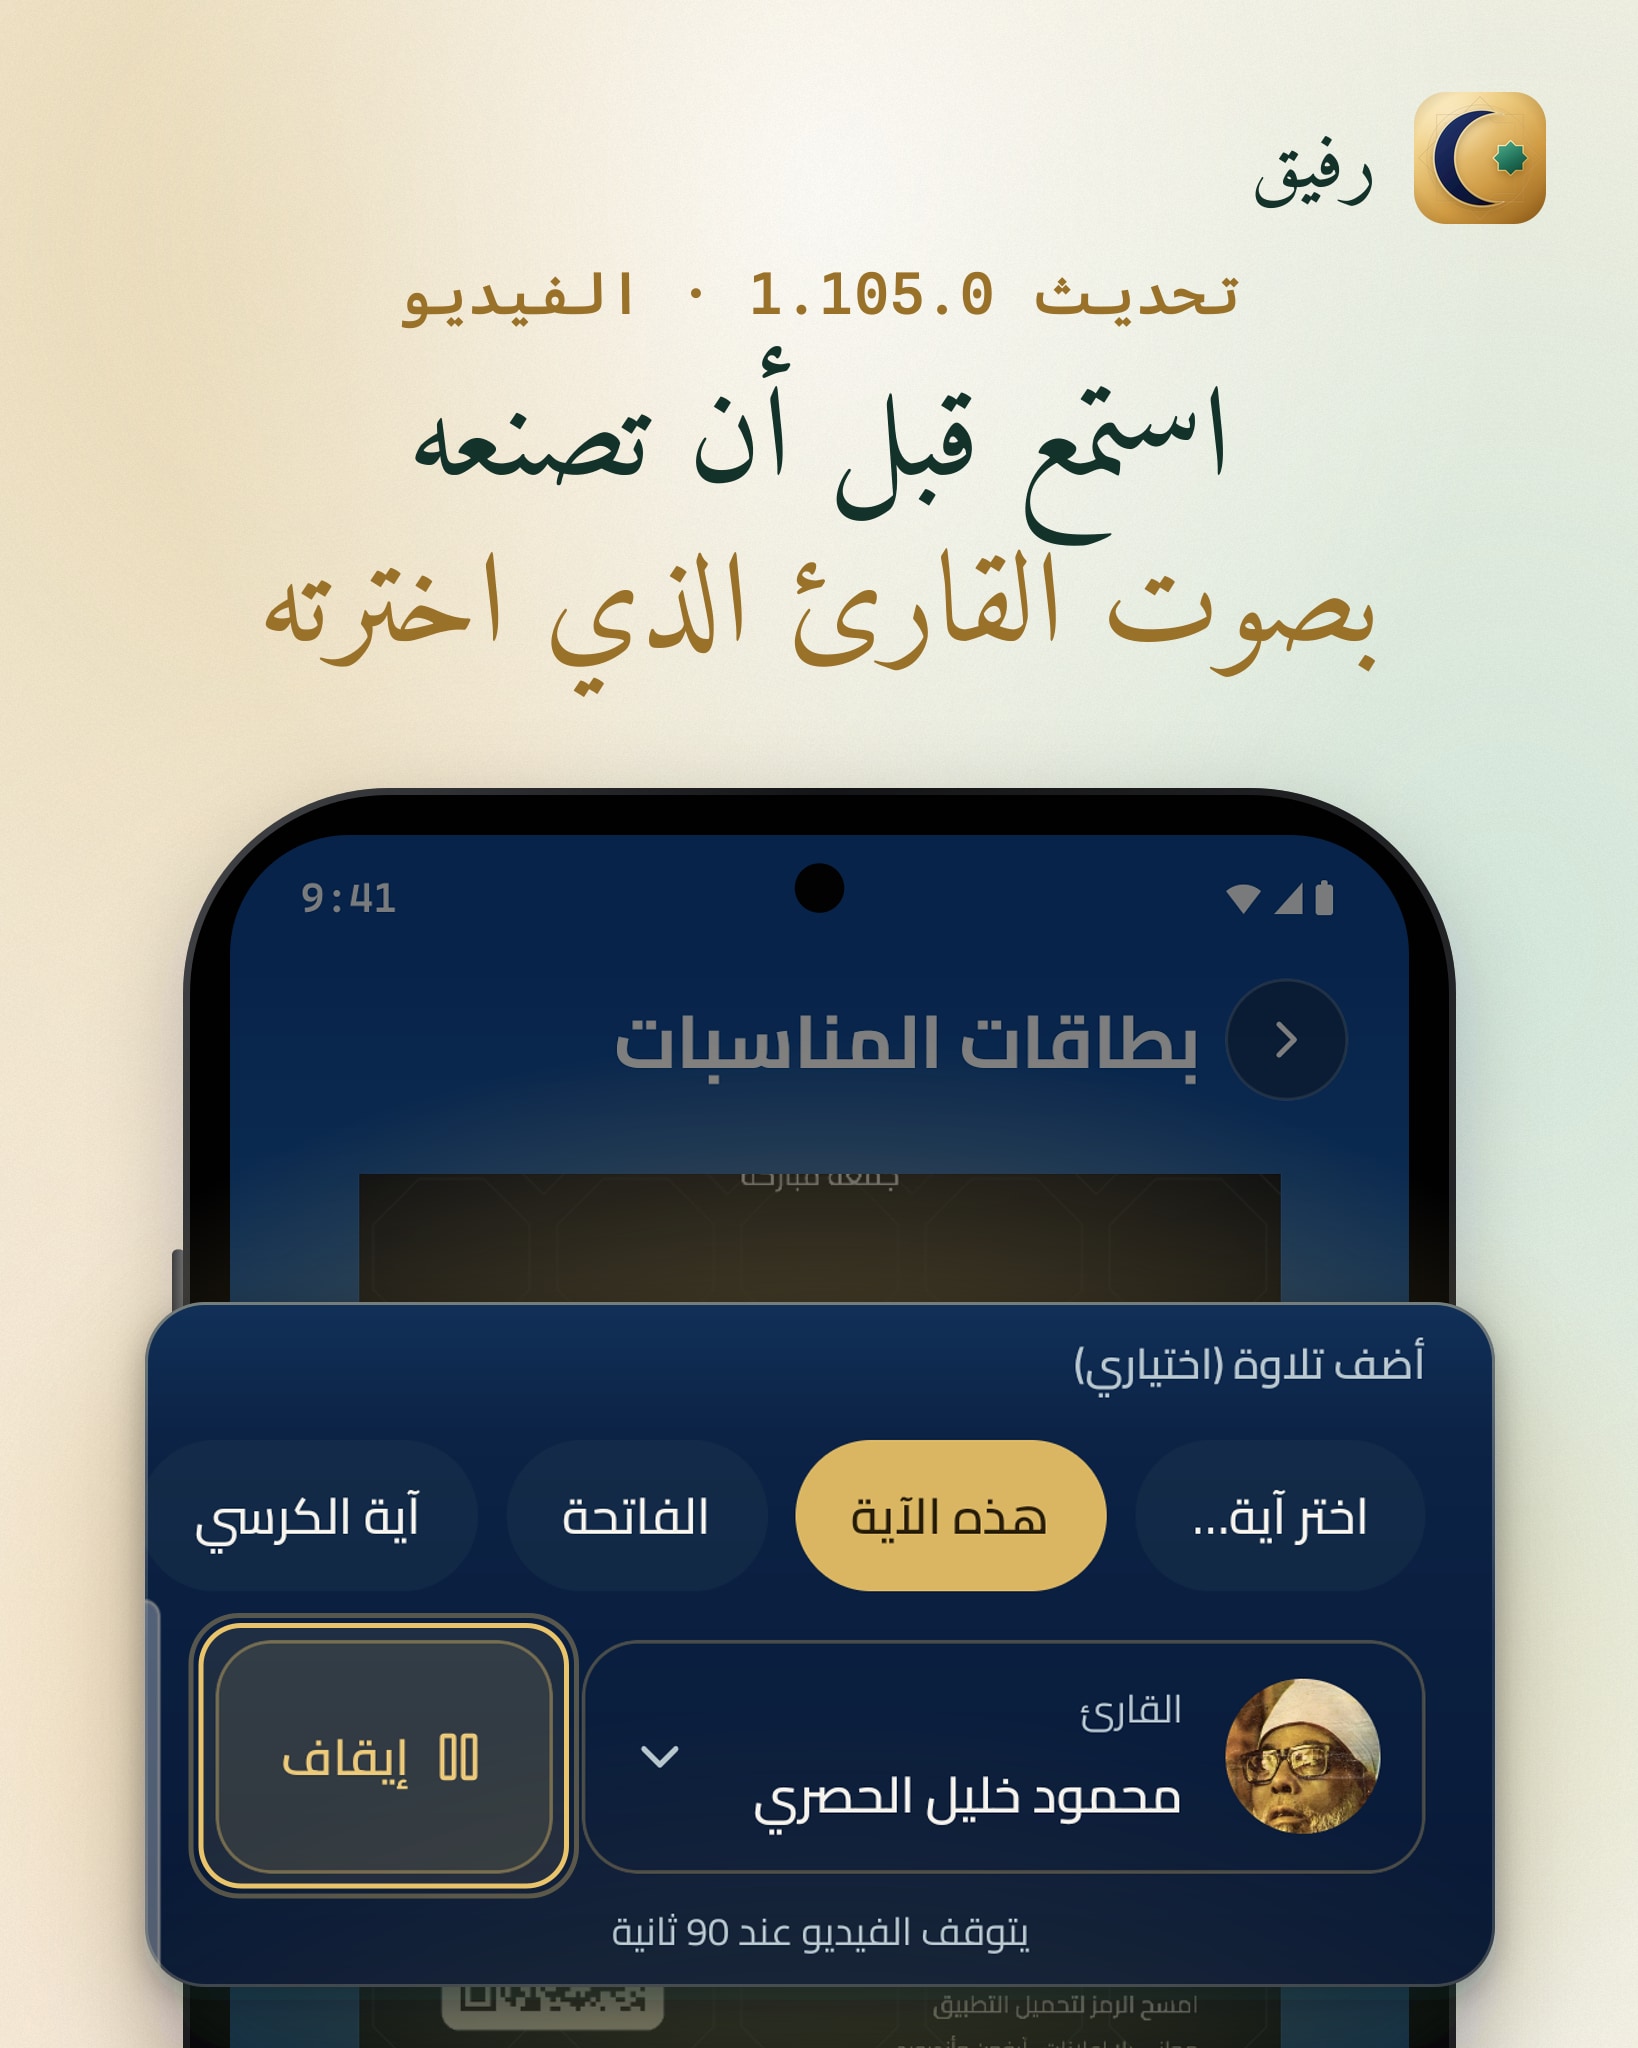 رفيق
تحديث 1.105.0 · الفيديو
استمع قبل أن تصنعه
بصوت القارئ الذي اخترته
9:41
بطاقات المناسبات
جمعة مباركة
أضف تلاوة (اختياري)
اختر آية... هذه الآية الفاتحة آية الكرسي
القارئ
محمود خليل الحصري
إيقاف
يتوقف الفيديو عند 90 ثانية
امسح الرمز لتحميل التطبيق